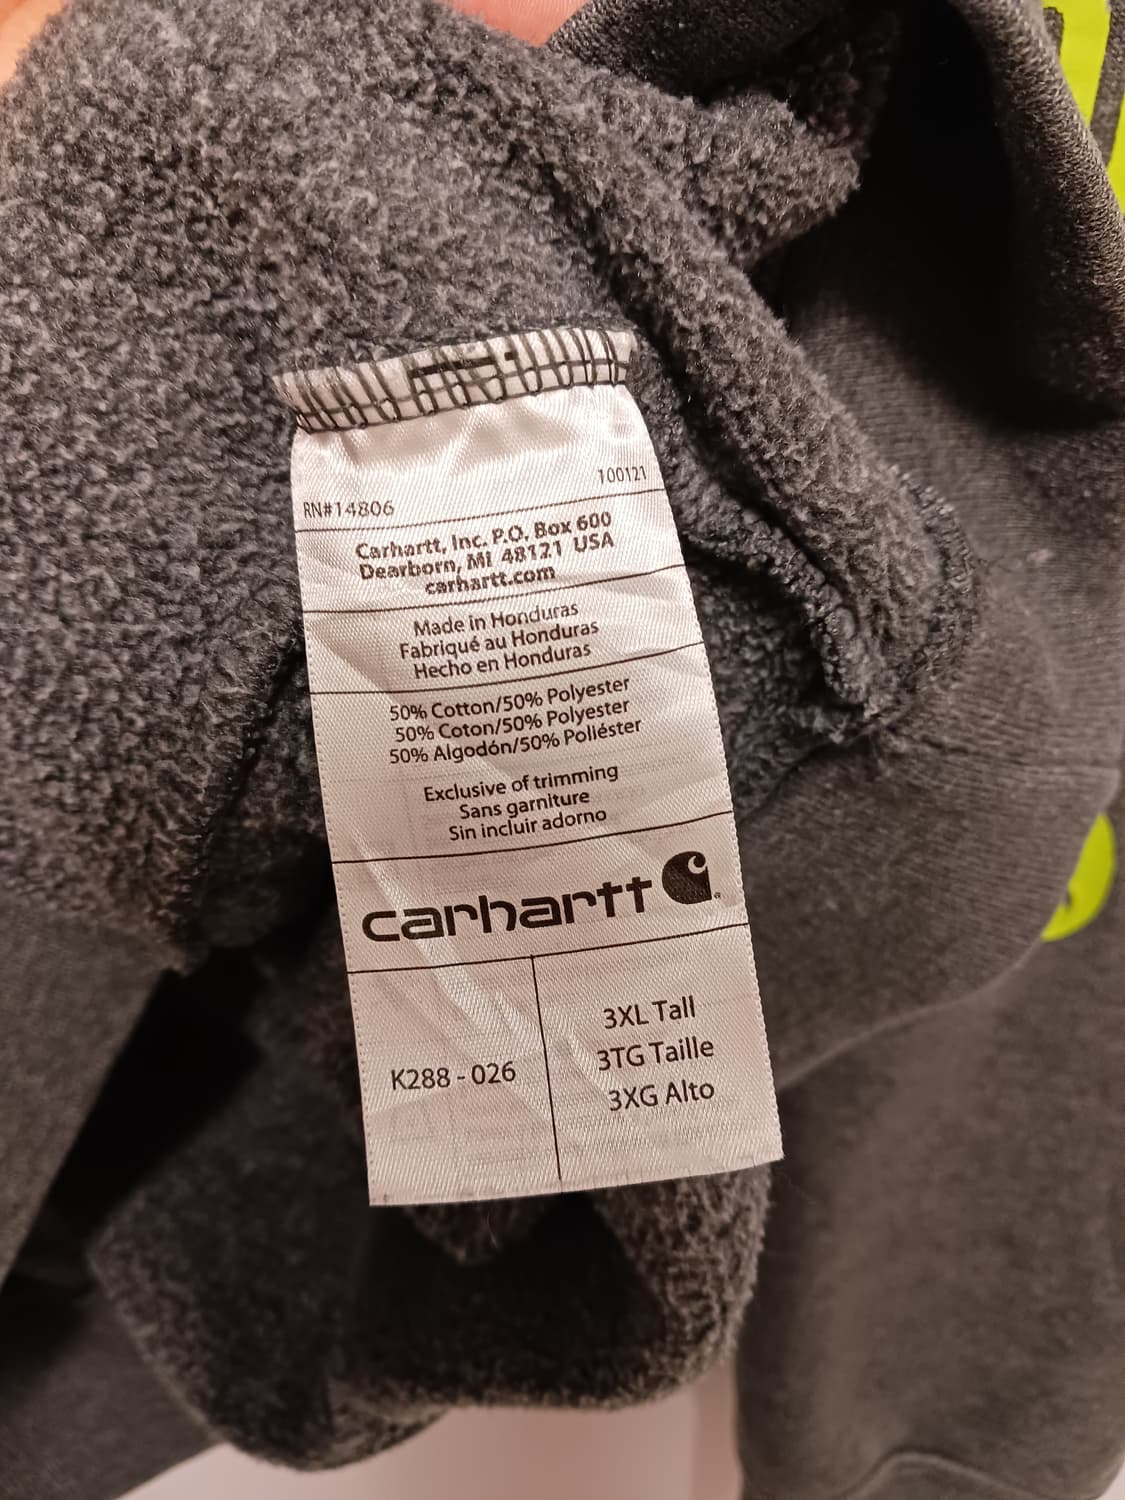 100121
RN#14806
Carhartt, Inc. P.O. Box 600
Dearborn, MI 48121 USA
carhartt.com
Made in Honduras
Fabriqué au Honduras
Hecho en Honduras
50% Cotton/50% Polyester
50% Coton/50% Polyester
50% Algodón/50% Poliéster
Exclusive of trimming
Sans garniture
Sin incluir adorno
carhartt
K288 - 026
3XL Tall
3TG Taille
3XG Alto